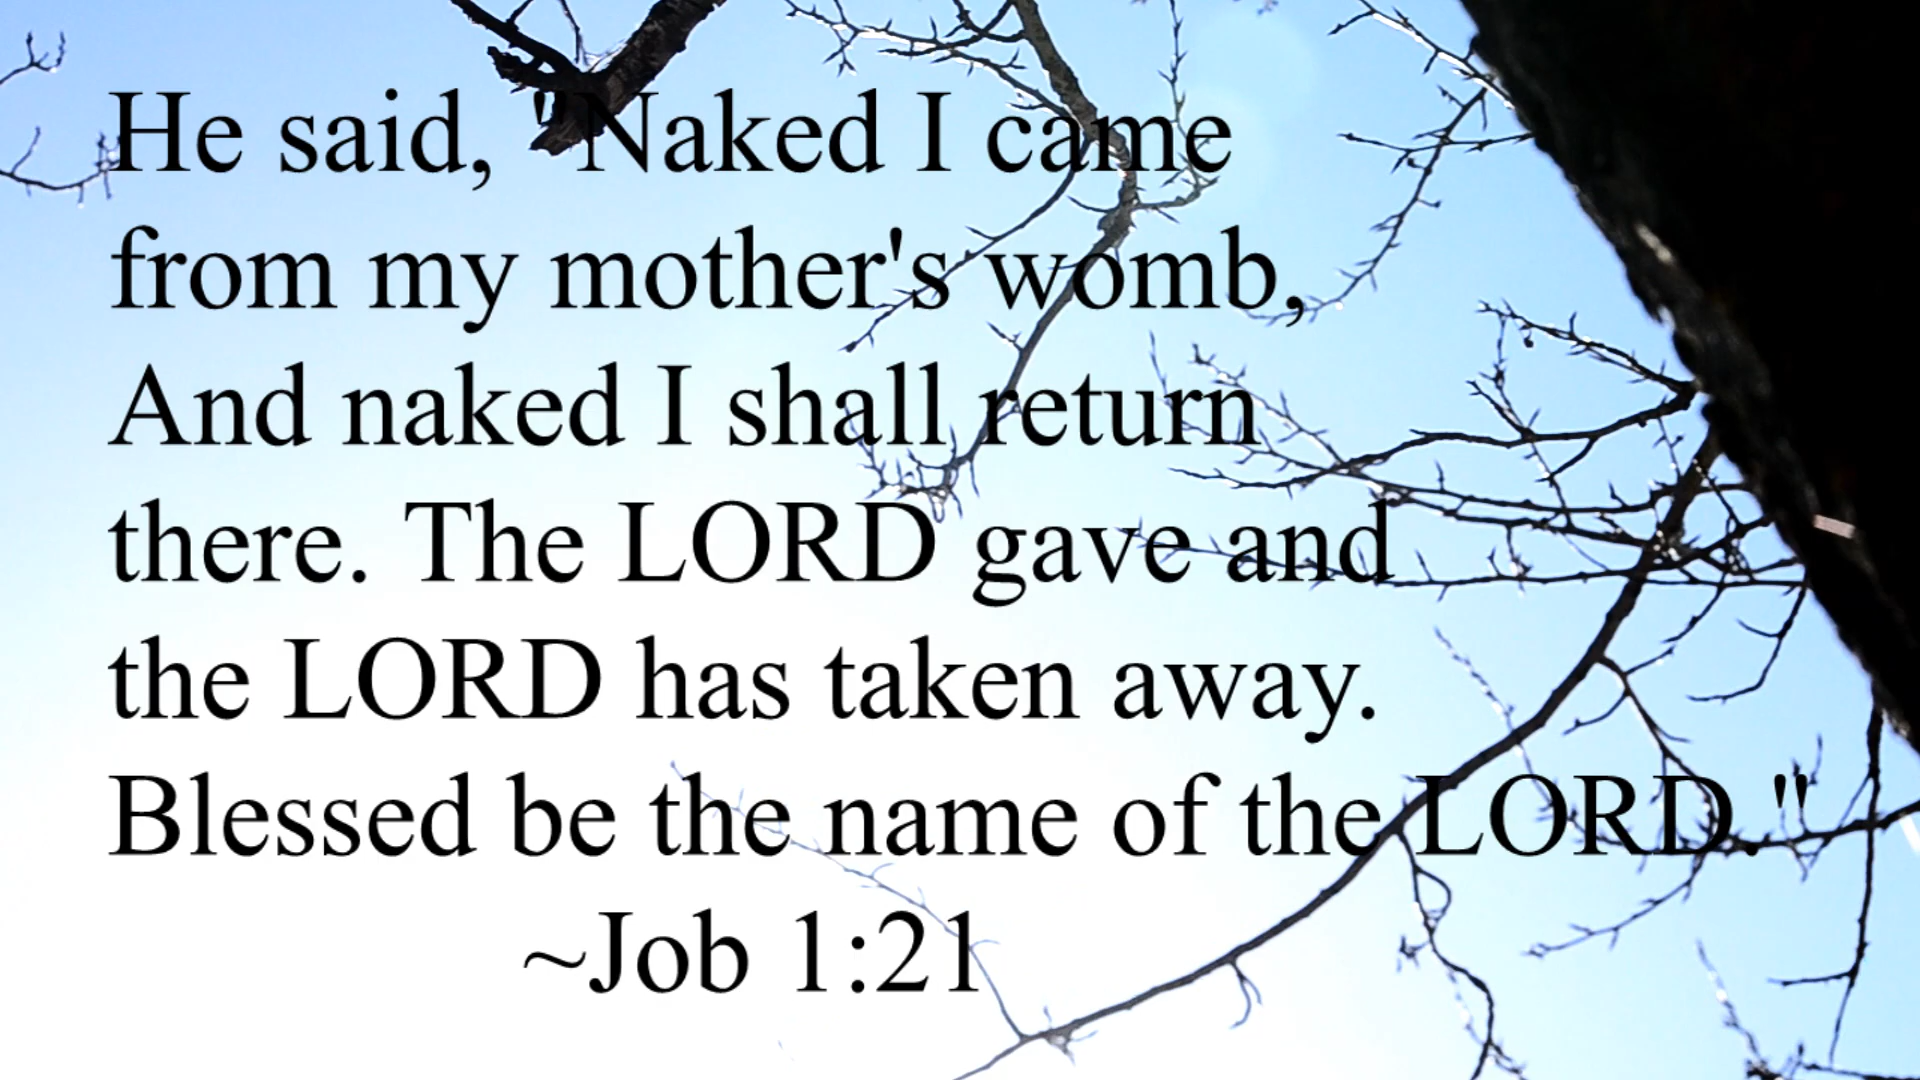 He said, "Naked I came
from my mother's womb,
And naked I shall return
there. The LORD gave and
the LORD has taken away.
Blessed be the name of the LORD."
~Job 1:21